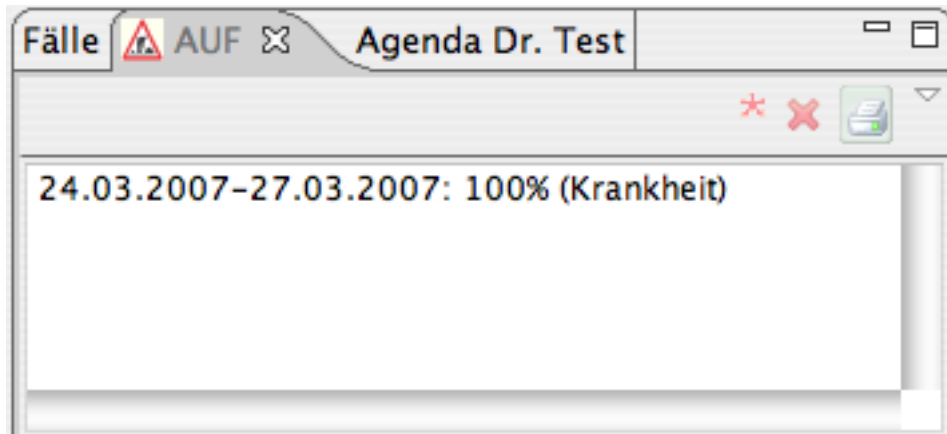 Fälle AUF Agenda Dr. Test
24.03.2007-27.03.2007: 100% (Krankheit)